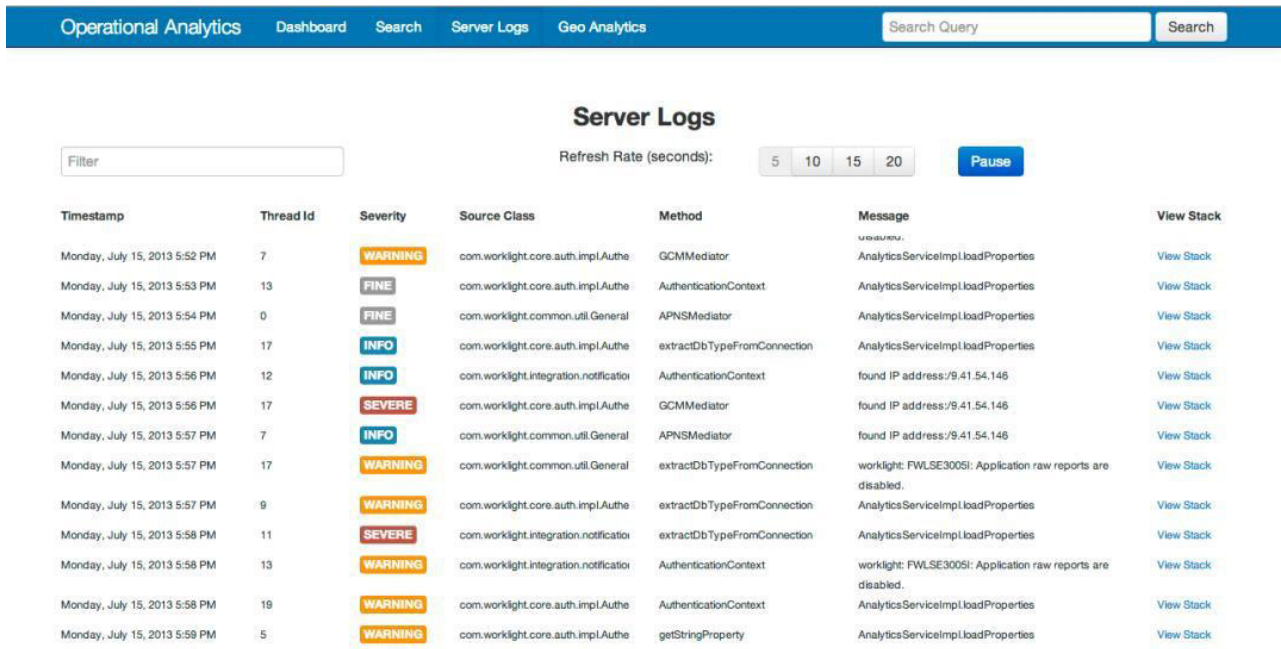 Operational Analytics Dashboard Search Server Logs Geo Analytics Search Query Search
Server Logs
Filter Refresh Rate (seconds): 5 10 15 20 Pause
Timestamp Thread Id Severity Source Class Method Message View Stack
disabled.
Monday, July 15, 2013 5:52 PM 7 WARNING com.worklight.core.auth.impl.Authe GCMMediator AnalyticsServiceImpl.loadProperties View Stack
Monday, July 15, 2013 5:53 PM 13 FINE com.worklight.core.auth.impl.Authe AuthenticationContext AnalyticsServiceImpl.loadProperties View Stack
Monday, July 15, 2013 5:54 PM 0 FINE com.worklight.common.util.General APNSMediator AnalyticsServiceImpl.loadProperties View Stack
Monday, July 15, 2013 5:55 PM 17 INFO com.worklight.core.auth.impl.Authe extractDbTypeFromConnection AnalyticsServiceImpl.loadProperties View Stack
Monday, July 15, 2013 5:56 PM 12 INFO com.worklight.integration.notification AuthenticationContext found IP address:/9.41.54.146 View Stack
Monday, July 15, 2013 5:56 PM 17 SEVERE com.worklight.core.auth.impl.Authe GCMMediator found IP address:/9.41.54.146 View Stack
Monday, July 15, 2013 5:57 PM 7 INFO com.worklight.common.util.General APNSMediator found IP address:/9.41.54.146 View Stack
Monday, July 15, 2013 5:57 PM 17 WARNING com.worklight.common.util.General extractDbTypeFromConnection worklight: FWLSE3005I: Application raw reports are View Stack
disabled.
Monday, July 15, 2013 5:57 PM 9 WARNING com.worklight.core.auth.impl.Authe extractDbTypeFromConnection AnalyticsServiceImpl.loadProperties View Stack
Monday, July 15, 2013 5:58 PM 11 SEVERE com.worklight.integration.notification extractDbTypeFromConnection AnalyticsServiceImpl.loadProperties View Stack
Monday, July 15, 2013 5:58 PM 13 WARNING com.worklight.integration.notification AuthenticationContext worklight: FWLSE3005I: Application raw reports are View Stack
disabled.
Monday, July 15, 2013 5:58 PM 19 WARNING com.worklight.core.auth.impl.Authe AuthenticationContext AnalyticsServiceImpl.loadProperties View Stack
Monday, July 15, 2013 5:59 PM 5 WARNING com.worklight.core.auth.impl.Authe getStringProperty AnalyticsServiceImpl.loadProperties View Stack